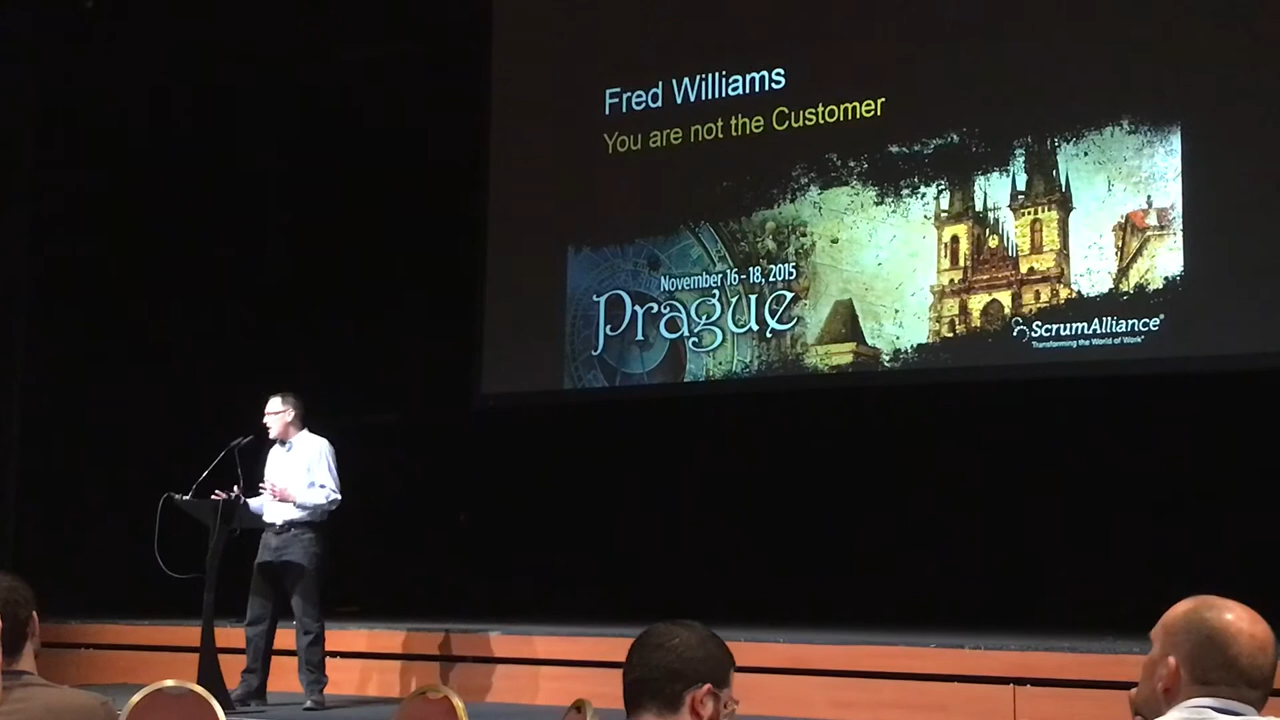 Fred Williams
You are not the Customer
November 16-18, 2015
Prague
ScrumAlliance®
Transforming the World of Work®